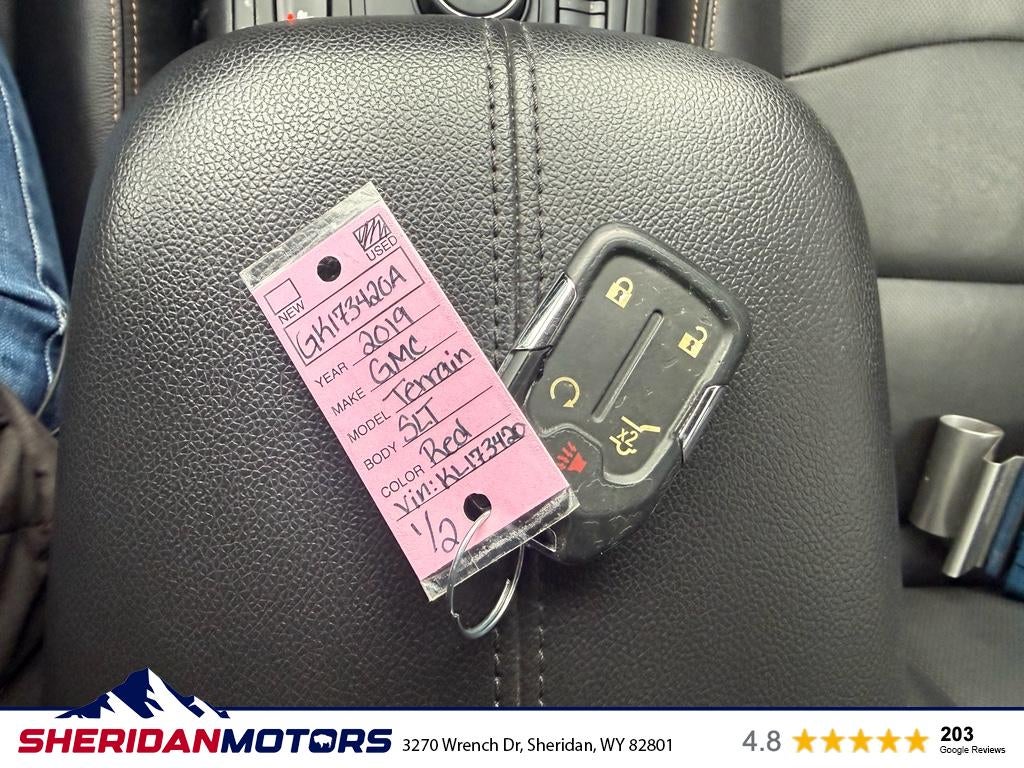 USED
NEW
GK173420A
YEAR 2019
MAKE GMC
MODEL Terrain
BODY SLT
COLOR Red
Vin: KL173420
1/2
x2
SHERIDANMOTORS
3270 Wrench Dr, Sheridan, WY 82801
4.8
203
Google Reviews